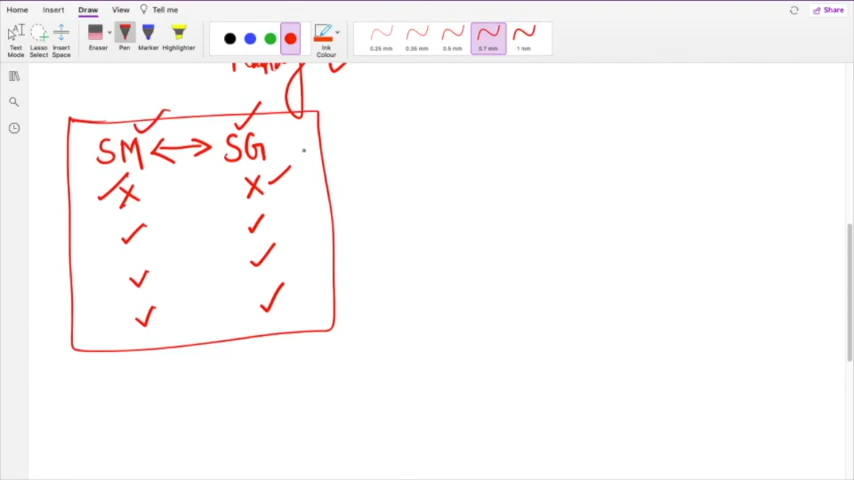 Home Insert Draw View Tell me Share
Text Mode Lasso Select Insert Space Eraser Pen Marker Highlighter Ink Colour 0.25 mm 0.35 mm 0.5 mm 0.7 mm 1 mm
SM ↔ SG
✓ X X ✓
✓ ✓
✓ ✓
✓ ✓